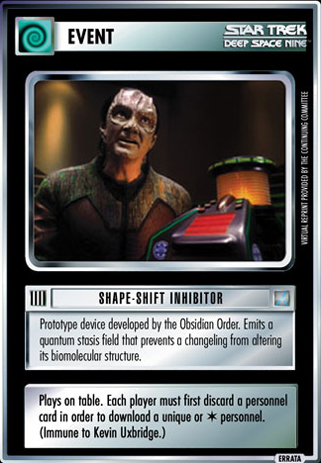 EVENT
STAR TREK
DEEP SPACE NINE
VIRTUAL REPRINT PROVIDED BY THE CONTINUING COMMITTEE
SHAPE-SHIFT INHIBITOR
Prototype device developed by the Obsidian Order. Emits a
quantum stasis field that prevents a changeling from altering
its biomolecular structure.
Plays on table. Each player must first discard a personnel
card in order to download a unique or ✶ personnel.
(Immune to Kevin Uxbridge.)
ERRATA